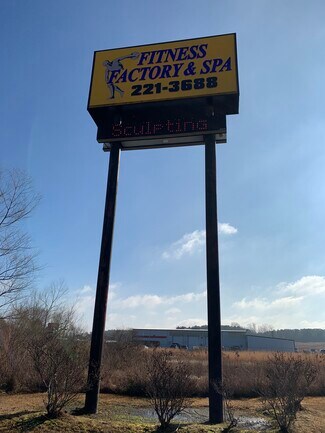 FITNESS
FACTORY & SPA
221-3688
Sculpting